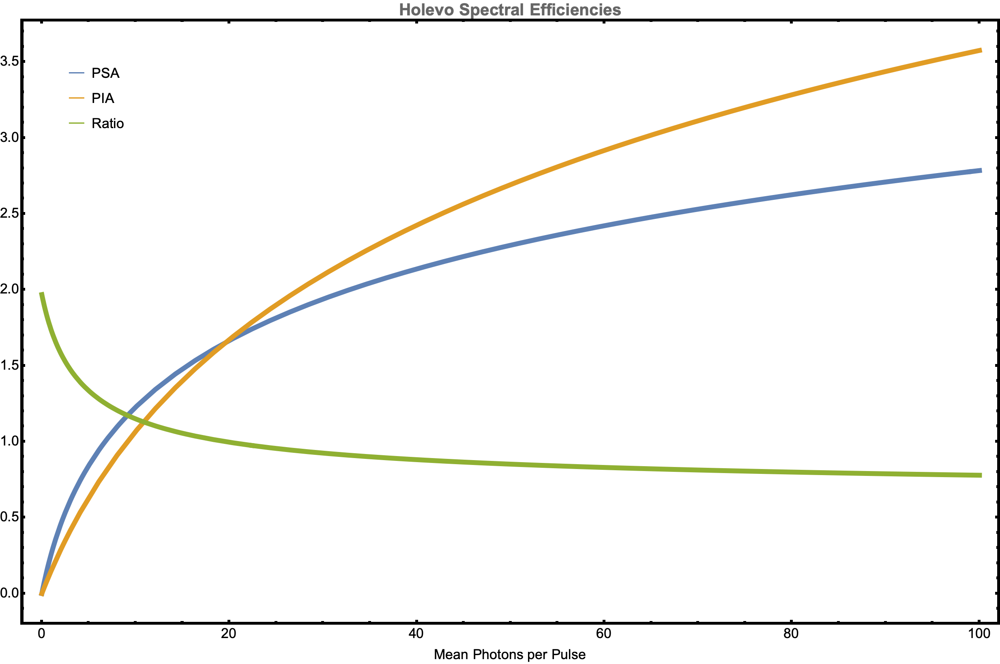 Holevo Spectral Efficiencies
3.5
PSA
PIA
Ratio
3.0
2.5
2.0
1.5
1.0
0.5
0.0
0 20 40 60 80 100
Mean Photons per Pulse